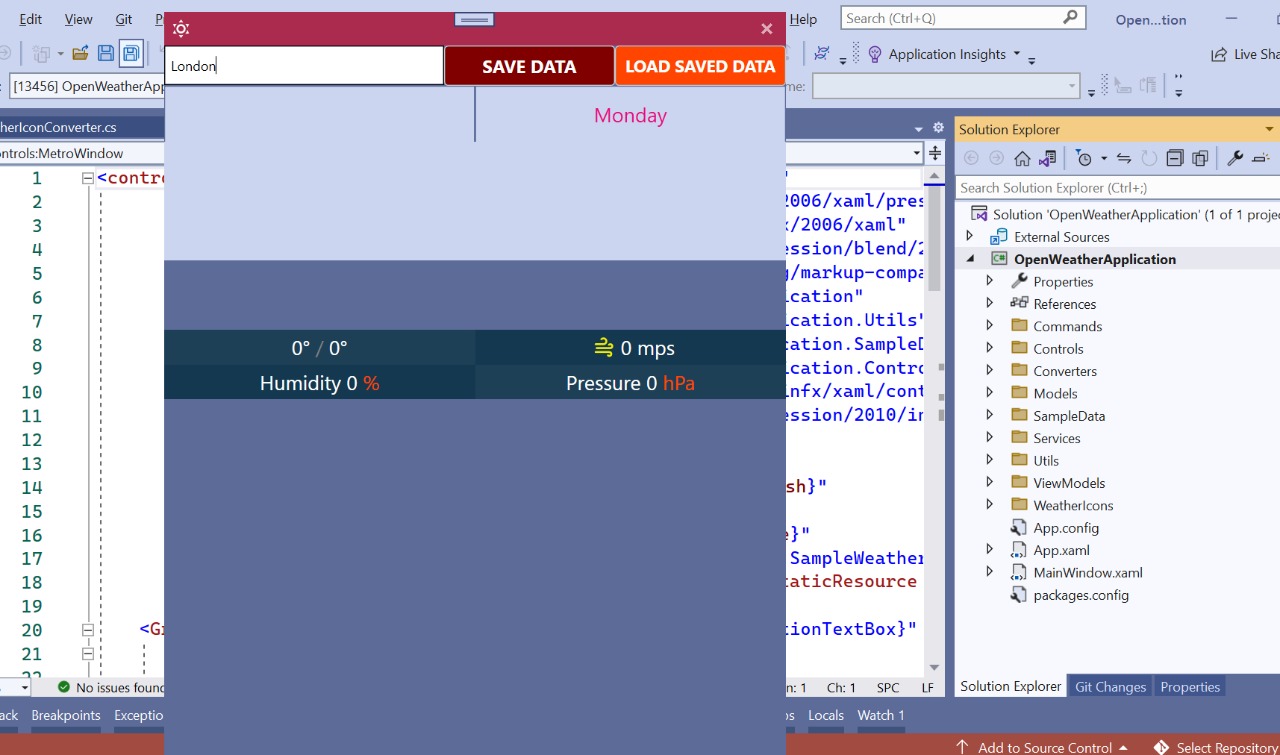 Edit View Git P Help Search (Ctrl+Q) Open...tion
Application Insights Live Sha
[13456] OpenWeatherApp me:
London SAVE DATA LOAD SAVED DATA
Monday
0° / 0° 0 mps
Humidity 0 % Pressure 0 hPa
herIconConverter.cs
ntrols:MetroWindow
1 <contro "
2 2006/xaml/pres
3 x/2006/xaml"
4 ession/blend/2
5 g/markup-compa
6 ication"
7 ication.Utils"
8 ication.SampleD
9 ication.Contro
10 infx/xaml/cont
11 ession/2010/in
12
13
14 sh}"
15
16 e}"
17 SampleWeather
18 taticResource
19
20 <Gr ionTextBox}"
21
22
No issues found n: 1 Ch: 1 SPC LF
ack Breakpoints Exceptio ps Locals Watch 1
Solution Explorer
Search Solution Explorer (Ctrl+;)
Solution 'OpenWeatherApplication' (1 of 1 projec
External Sources
C# OpenWeatherApplication
Properties
References
Commands
Controls
Converters
Models
SampleData
Services
Utils
ViewModels
WeatherIcons
App.config
App.xaml
MainWindow.xaml
packages.config
Solution Explorer Git Changes Properties
Add to Source Control Select Repository